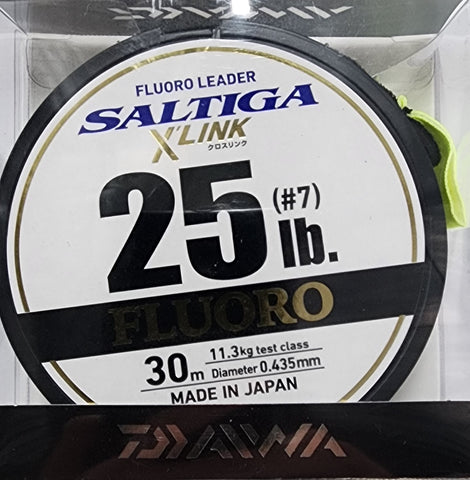 FLUORO LEADER
SALTIGA
X'LINK
クロスリンク
25 lb.
(#7)
FLUORO
30m
11.3kg test class
Diameter 0.435mm
MADE IN JAPAN
DAIWA